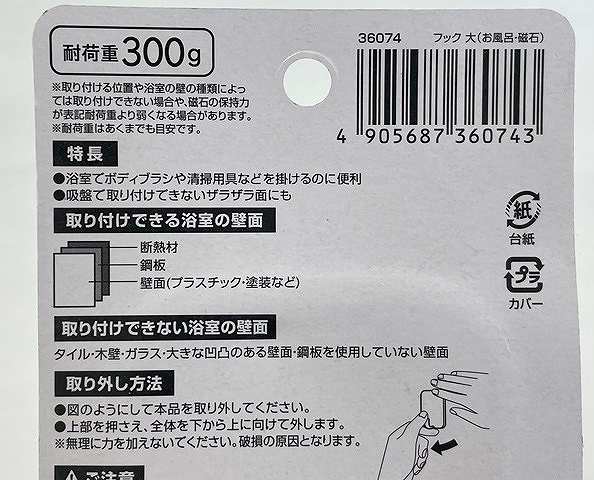 耐荷重 300g
※取り付ける位置や浴室の壁の種類によっ
ては取り付けできない場合や、磁石の保持力
が表記耐荷重より弱くなる場合があります。
※耐荷重はあくまでも目安です。
36074 フック 大(お風呂・磁石)
4 905687 360743
特長
●浴室でボディブラシや清掃用具などを掛けるのに便利
●吸盤で取り付けできないザラザラ面にも
取り付けできる浴室の壁面
断熱材
鋼板
壁面(プラスチック・塗装など)
紙
台紙
プラ
カバー
取り付けできない浴室の壁面
タイル・木壁・ガラス・大きな凹凸のある壁面・鋼板を使用していない壁面
取り外し方法
●図のようにして本品を取り外してください。
●上部を押さえ、全体を下から上に向けて外します。
※無理に力を加えないでください。破損の原因となります。
ご注意